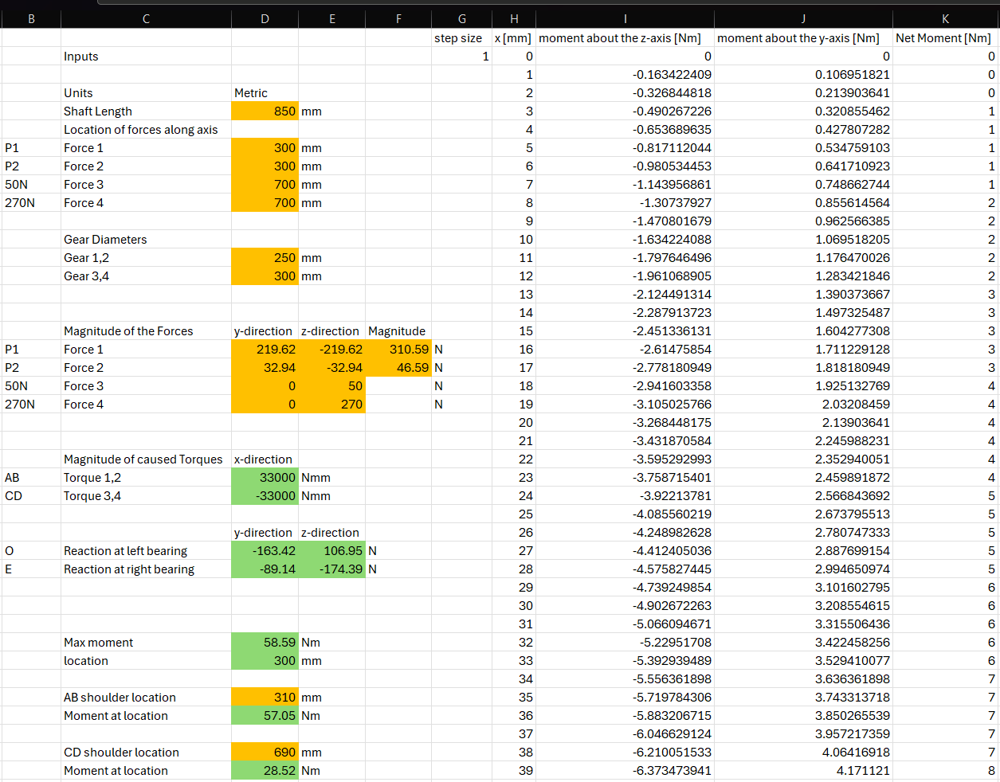 B C D E F G H I J K
step size x [mm] moment about the z-axis [Nm] moment about the y-axis [Nm] Net Moment [Nm]
Inputs 1 0 0 0 0
1 -0.163422409 0.106951821 0
Units Metric 2 -0.326844818 0.213903641 0
Shaft Length 850 mm 3 -0.490267226 0.320855462 1
Location of forces along axis 4 -0.653689635 0.427807282 1
P1 Force 1 300 mm 5 -0.817112044 0.534759103 1
P2 Force 2 300 mm 6 -0.980534453 0.641710923 1
50N Force 3 700 mm 7 -1.143956861 0.748662744 1
270N Force 4 700 mm 8 -1.30737927 0.855614564 2
9 -1.470801679 0.962566385 2
Gear Diameters 10 -1.634224088 1.069518205 2
Gear 1,2 250 mm 11 -1.797646496 1.176470026 2
Gear 3,4 300 mm 12 -1.961068905 1.283421846 2
13 -2.124491314 1.390373667 3
14 -2.287913723 1.497325487 3
Magnitude of the Forces y-direction z-direction Magnitude 15 -2.451336131 1.604277308 3
P1 Force 1 219.62 -219.62 310.59 N 16 -2.61475854 1.711229128 3
P2 Force 2 32.94 -32.94 46.59 N 17 -2.778180949 1.818180949 3
50N Force 3 0 50 N 18 -2.941603358 1.925132769 4
270N Force 4 0 270 N 19 -3.105025766 2.03208459 4
20 -3.268448175 2.13903641 4
21 -3.431870584 2.245988231 4
Magnitude of caused Torques x-direction 22 -3.595292993 2.352940051 4
AB Torque 1,2 33000 Nmm 23 -3.758715401 2.459891872 4
CD Torque 3,4 -33000 Nmm 24 -3.92213781 2.566843692 5
25 -4.085560219 2.673795513 5
y-direction z-direction 26 -4.248982628 2.780747333 5
O Reaction at left bearing -163.42 106.95 N 27 -4.412405036 2.887699154 5
E Reaction at right bearing -89.14 -174.39 N 28 -4.575827445 2.994650974 5
29 -4.739249854 3.101602795 6
30 -4.902672263 3.208554615 6
31 -5.066094671 3.315506436 6
Max moment 58.59 Nm 32 -5.22951708 3.422458256 6
location 300 mm 33 -5.392939489 3.529410077 6
34 -5.556361898 3.636361898 7
AB shoulder location 310 mm 35 -5.719784306 3.743313718 7
Moment at location 57.05 Nm 36 -5.883206715 3.850265539 7
37 -6.046629124 3.957217359 7
CD shoulder location 690 mm 38 -6.210051533 4.06416918 7
Moment at location 28.52 Nm 39 -6.373473941 4.171121 8